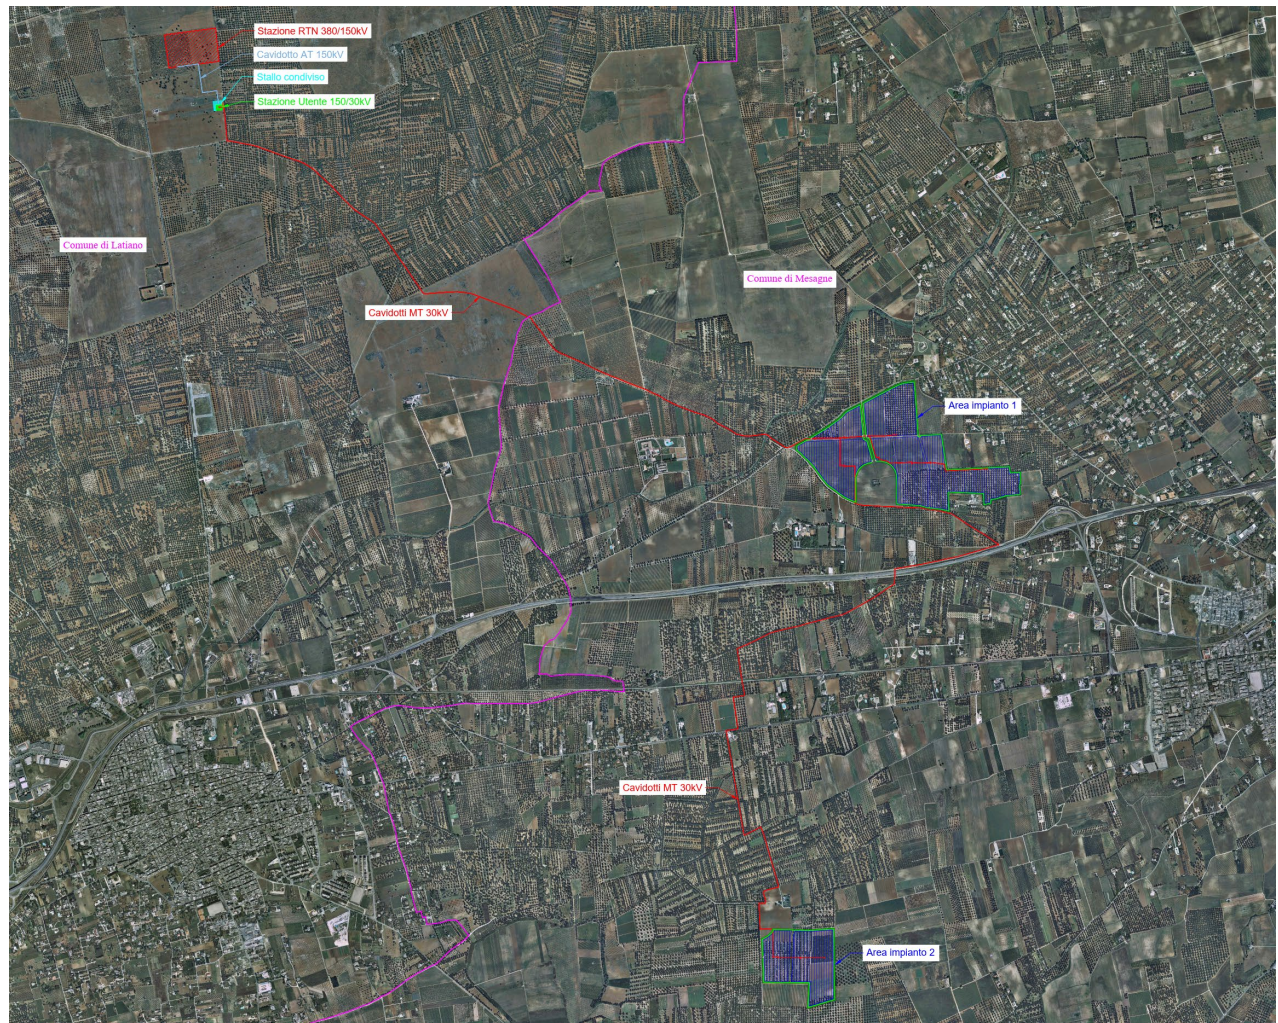 Stazione RTN 380/150kV
Cavidotto AT 150kV
Stallo condiviso
Stazione Utente 150/30kV
Comune di Latiano
Comune di Mesagne
Cavidotti MT 30kV
Area impianto 1
Cavidotti MT 30kV
Area impianto 2